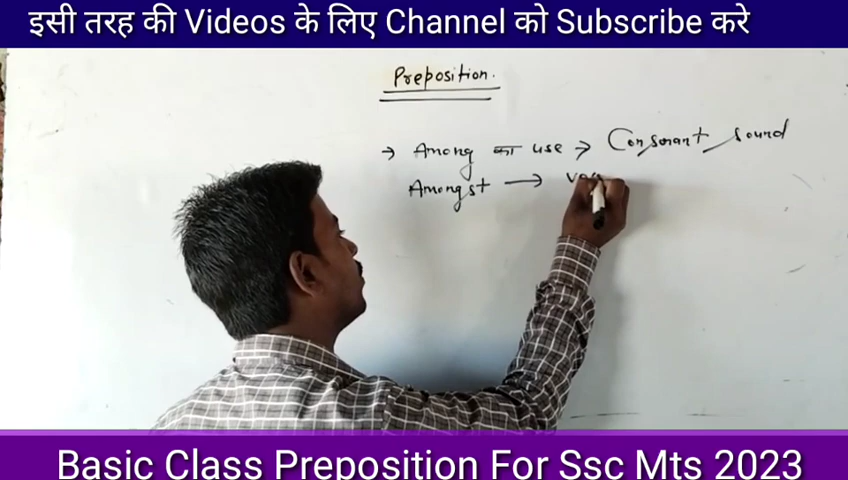 इसी तरह की Videos के लिए Channel को Subscribe करे
Preposition.
→ Among का use → Consonant sound
Amongst →
Basic Class Preposition For Ssc Mts 2023